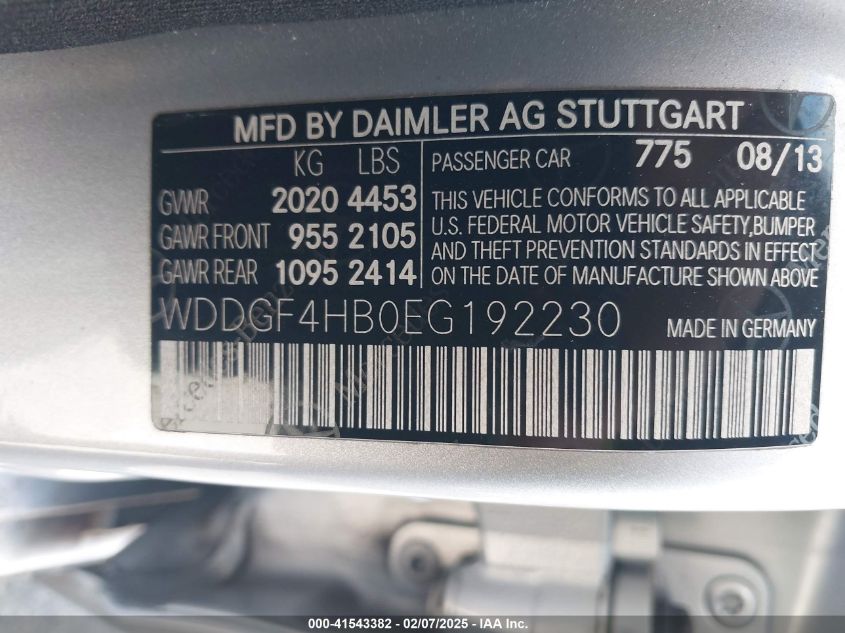 MFD BY DAIMLER AG STUTTGART
KG LBS
GVWR 2020 4453
GAWR FRONT 955 2105
GAWR REAR 1095 2414
PASSENGER CAR 775 08/13
THIS VEHICLE CONFORMS TO ALL APPLICABLE
U.S. FEDERAL MOTOR VEHICLE SAFETY,BUMPER
AND THEFT PREVENTION STANDARDS IN EFFECT
ON THE DATE OF MANUFACTURE SHOWN ABOVE
WDDGF4HB0EG192230 MADE IN GERMANY
000-41543382 - 02/07/2025 - IAA Inc.